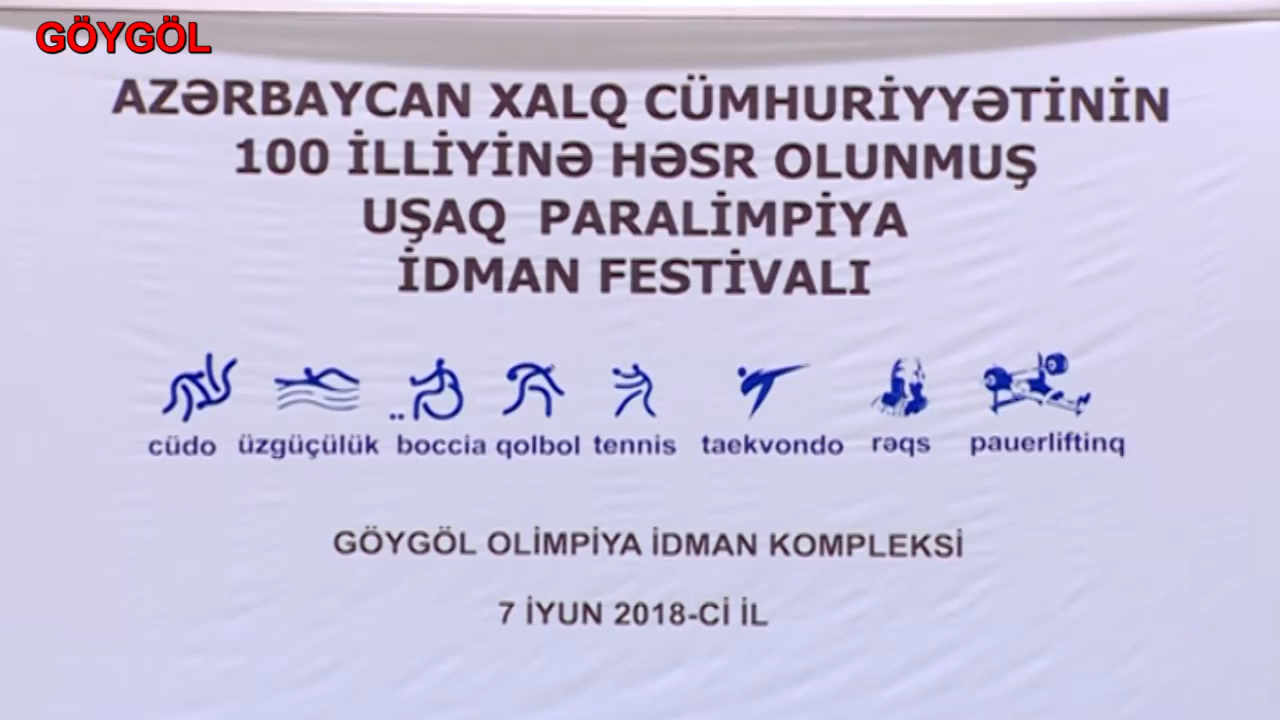 GÖYGÖL
AZƏRBAYCAN XALQ CÜMHURİYYƏTİNİN
100 İLLİYİNƏ HƏSR OLUNMUŞ
UŞAQ PARALİMPİYA
İDMAN FESTİVALI
cüdo üzgüçülük boccia qolbol tennis taekvondo rəqs pauerliftinq
GÖYGÖL OLİMPİYA İDMAN KOMPLEKSİ
7 İYUN 2018-Cİ İL